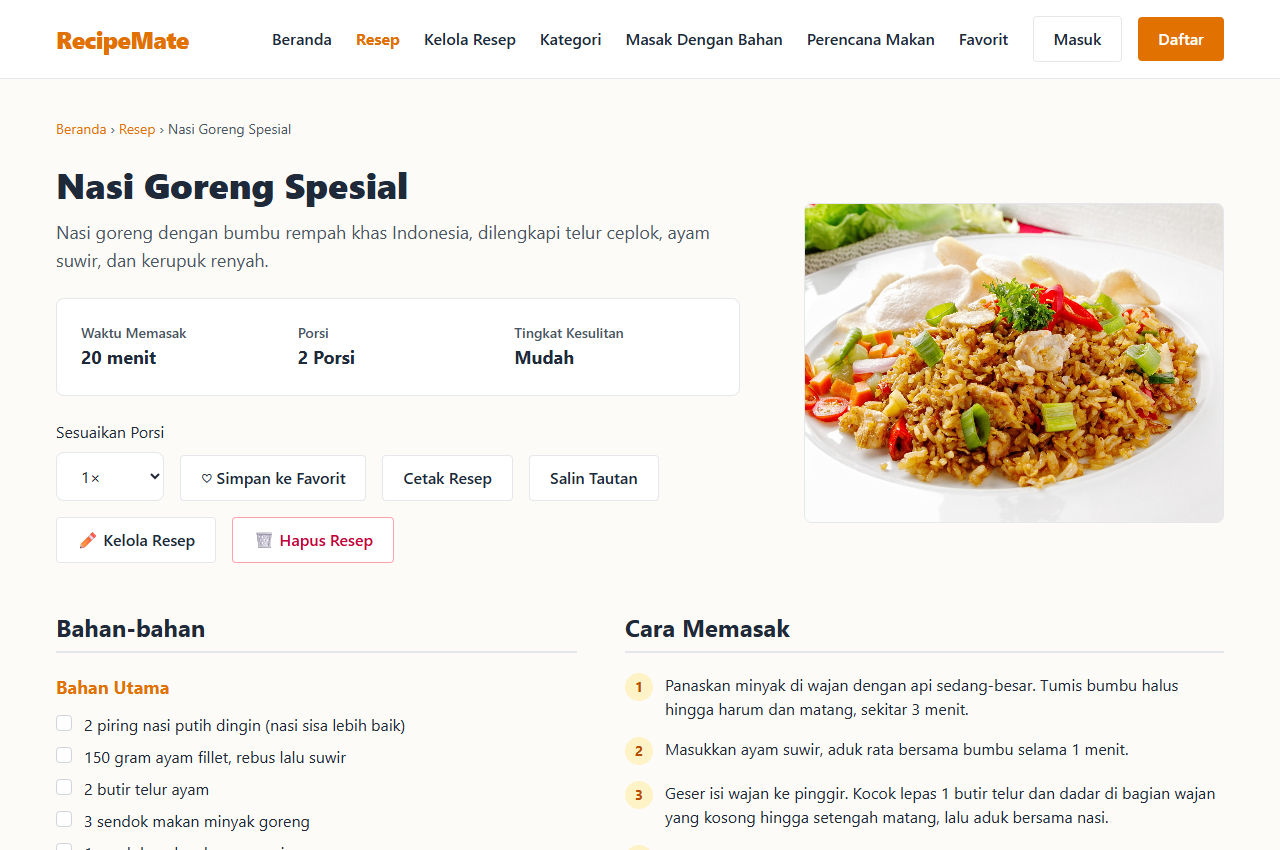 RecipeMate
Beranda
Resep
Kelola Resep
Kategori
Masak Dengan Bahan
Perencana Makan
Favorit
Masuk
Daftar
Beranda › Resep › Nasi Goreng Spesial
Nasi Goreng Spesial
Nasi goreng dengan bumbu rempah khas Indonesia, dilengkapi telur ceplok, ayam
suwir, dan kerupuk renyah.
Waktu Memasak
20 menit
Porsi
2 Porsi
Tingkat Kesulitan
Mudah
Sesuaikan Porsi
1×
♡ Simpan ke Favorit
Cetak Resep
Salin Tautan
Kelola Resep
Hapus Resep
Bahan-bahan
Bahan Utama
2 piring nasi putih dingin (nasi sisa lebih baik)
150 gram ayam fillet, rebus lalu suwir
2 butir telur ayam
3 sendok makan minyak goreng
Cara Memasak
1 Panaskan minyak di wajan dengan api sedang-besar. Tumis bumbu halus
hingga harum dan matang, sekitar 3 menit.
2 Masukkan ayam suwir, aduk rata bersama bumbu selama 1 menit.
3 Geser isi wajan ke pinggir. Kocok lepas 1 butir telur dan dadar di bagian wajan
yang kosong hingga setengah matang, lalu aduk bersama nasi.